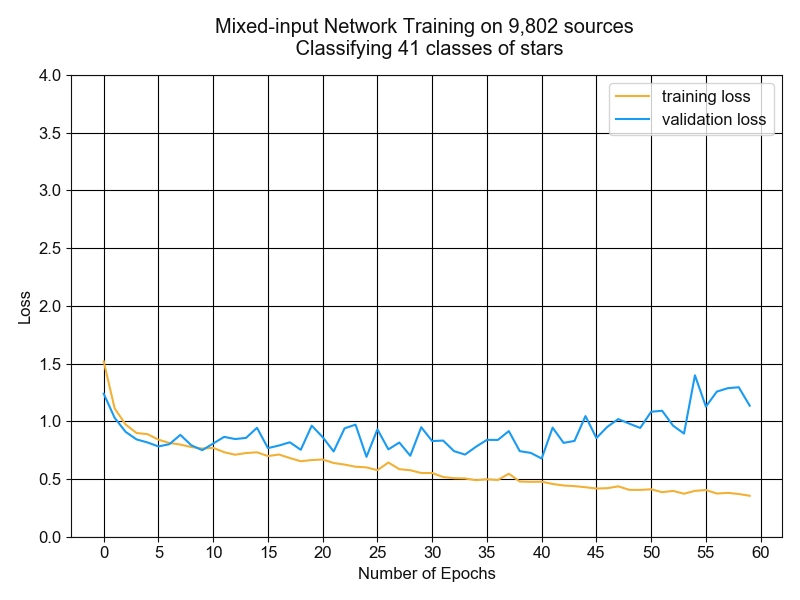 Mixed-input Network Training on 9,802 sources
Classifying 41 classes of stars
training loss
validation loss
4.0
3.5
3.0
2.5
2.0
1.5
1.0
0.5
0.0
Loss
0 5 10 15 20 25 30 35 40 45 50 55 60
Number of Epochs